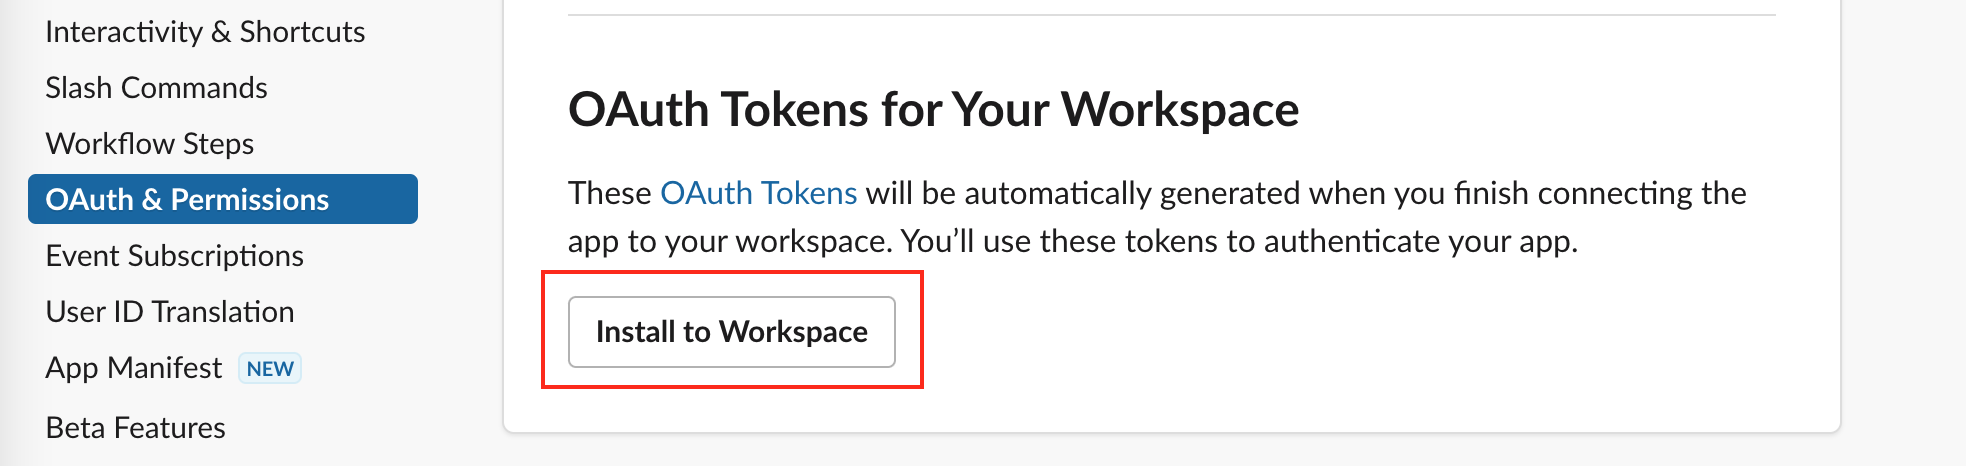 Interactivity & Shortcuts
Slash Commands
Workflow Steps
OAuth & Permissions
Event Subscriptions
User ID Translation
App Manifest NEW
Beta Features
OAuth Tokens for Your Workspace
These OAuth Tokens will be automatically generated when you finish connecting the
app to your workspace. You’ll use these tokens to authenticate your app.
Install to Workspace